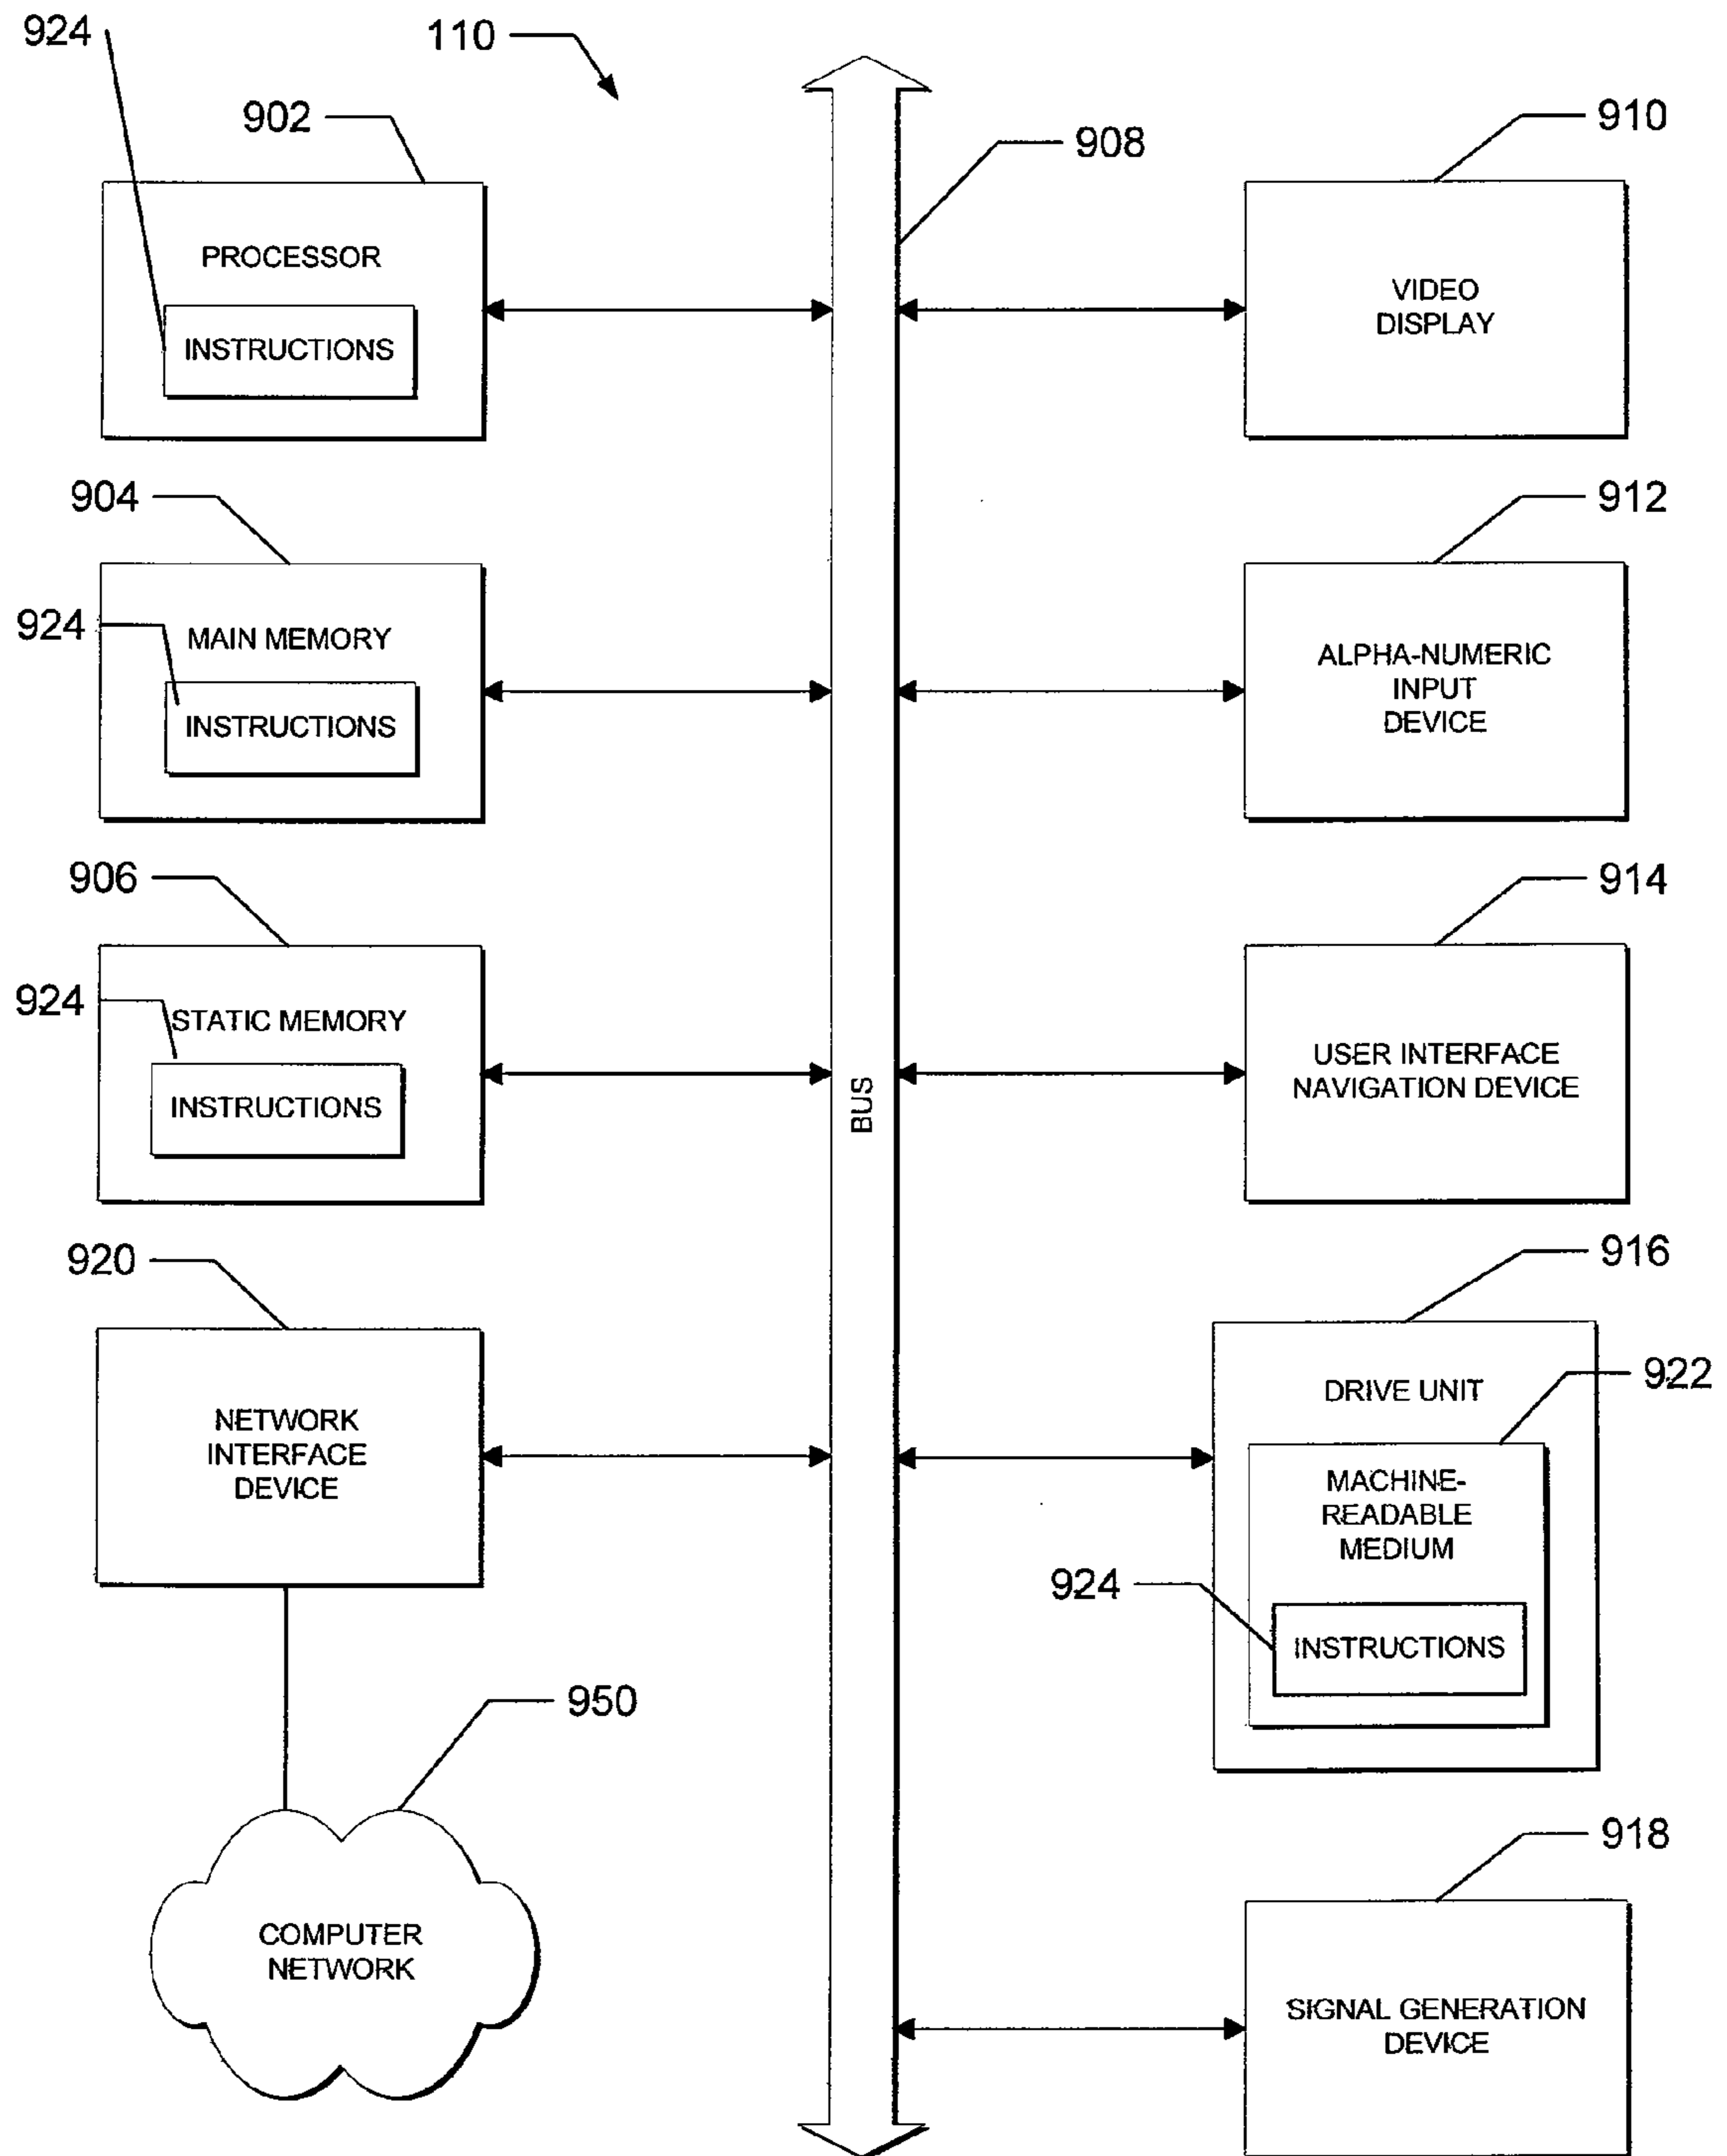 924
110
902
908
910
PROCESSOR
INSTRUCTIONS
VIDEO
DISPLAY
904
912
924
MAIN MEMORY
INSTRUCTIONS
ALPHA-NUMERIC
INPUT
DEVICE
906
914
924
STATIC MEMORY
INSTRUCTIONS
BUS
USER INTERFACE
NAVIGATION DEVICE
920
916
922
NETWORK
INTERFACE
DEVICE
DRIVE UNIT
MACHINE-
READABLE
MEDIUM
924
INSTRUCTIONS
950
918
COMPUTER
NETWORK
SIGNAL GENERATION
DEVICE